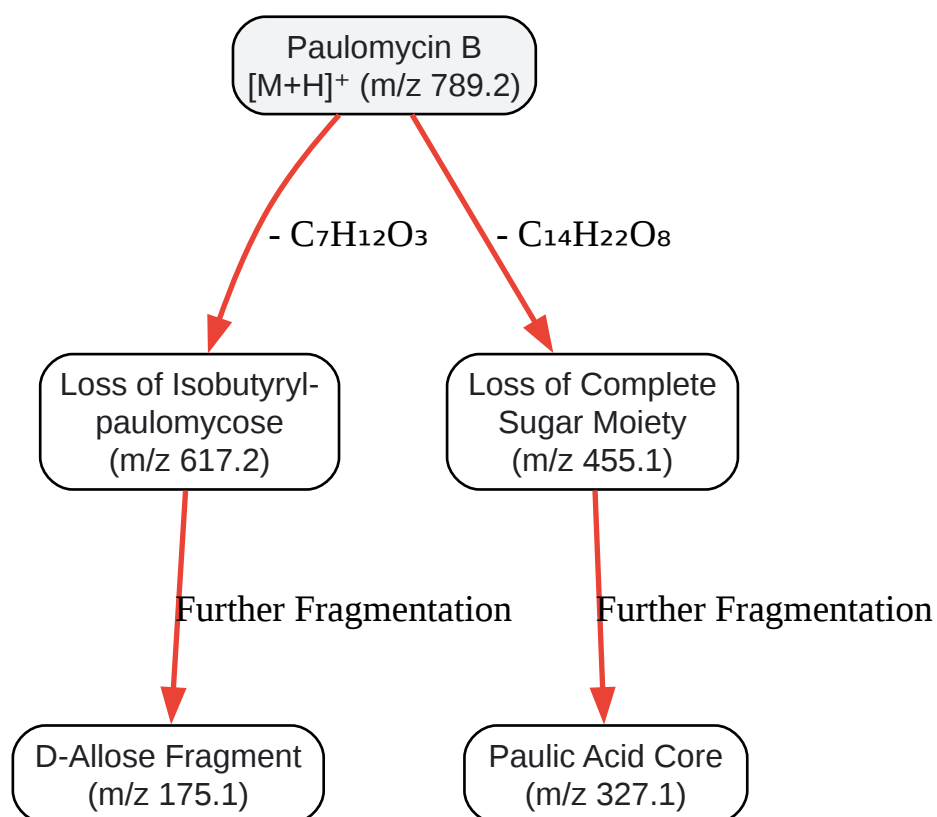 Paulomycin B
[M+H]⁺ (m/z 789.2)
- C₇H₁₂O₃
- C₁₄H₂₂O₈
Loss of Isobutyryl-
paulomycose
(m/z 617.2)
Loss of Complete
Sugar Moiety
(m/z 455.1)
Further Fragmentation
Further Fragmentation
D-Allose Fragment
(m/z 175.1)
Paulic Acid Core
(m/z 327.1)